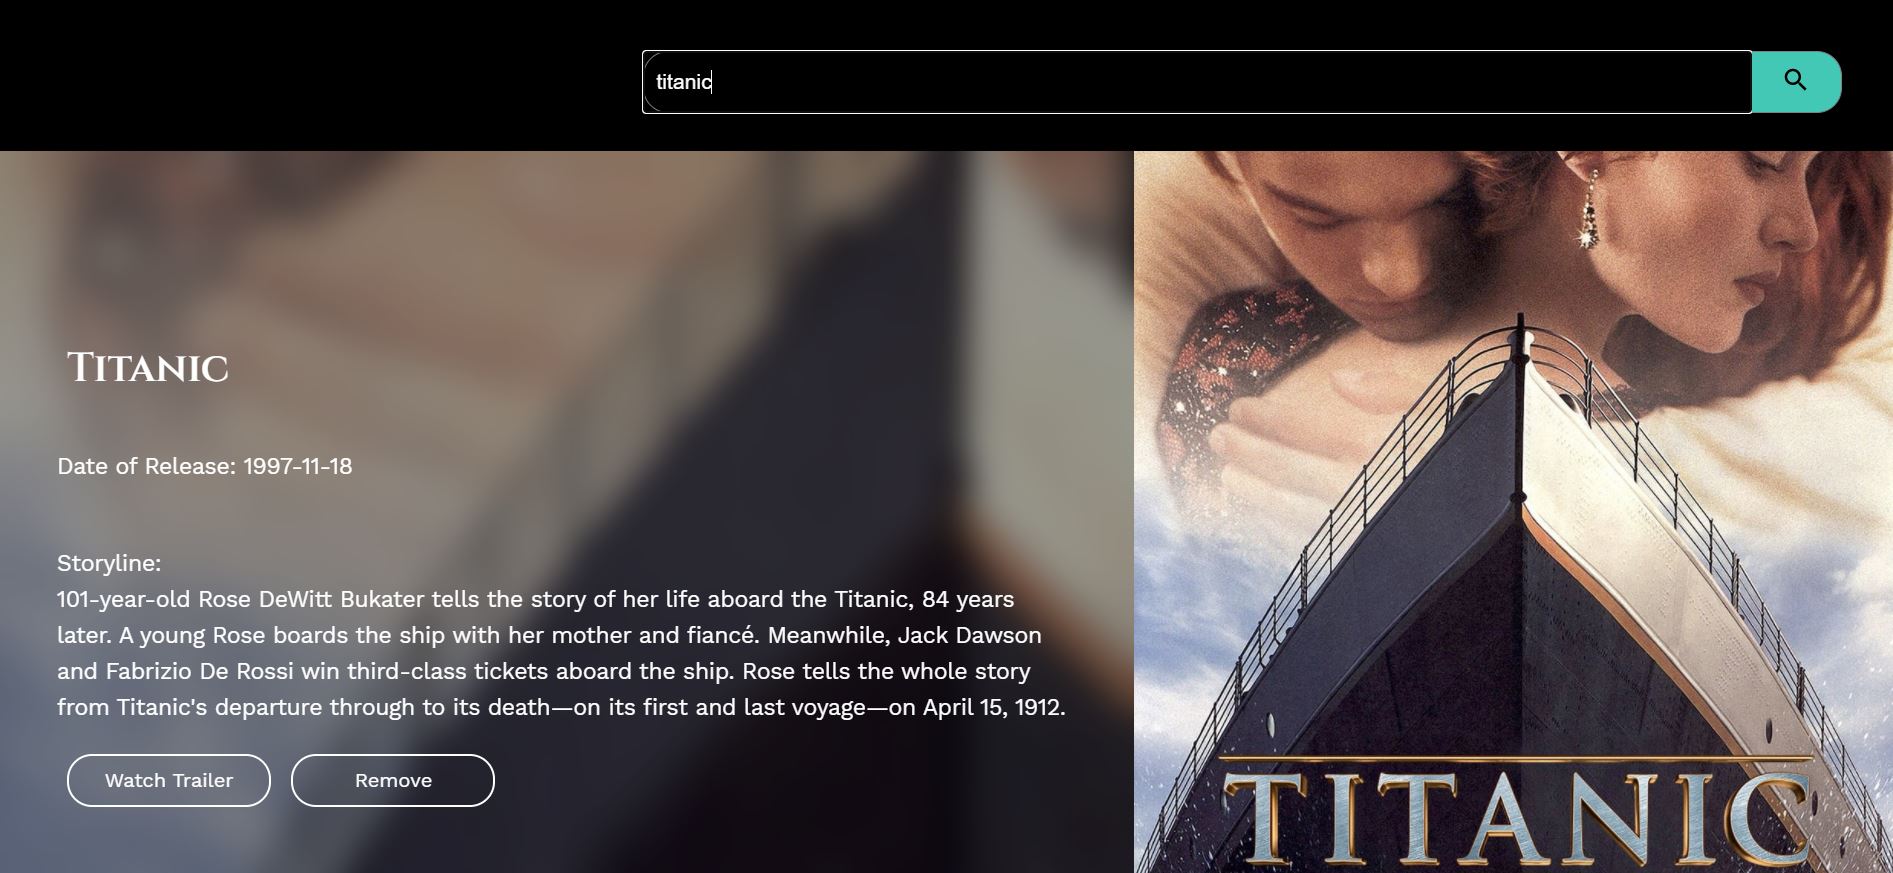 titanic
TITANIC
Date of Release: 1997-11-18
Storyline:
101-year-old Rose DeWitt Bukater tells the story of her life aboard the Titanic, 84 years
later. A young Rose boards the ship with her mother and fiancé. Meanwhile, Jack Dawson
and Fabrizio De Rossi win third-class tickets aboard the ship. Rose tells the whole story
from Titanic's departure through to its death—on its first and last voyage—on April 15, 1912.
Watch Trailer
Remove
TITANIC